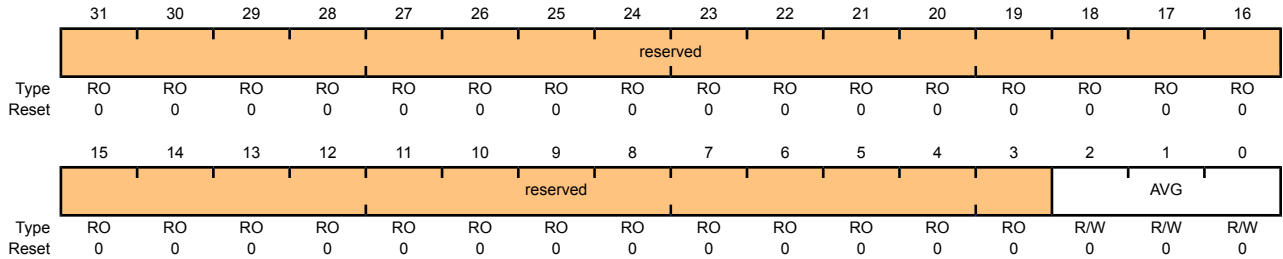 31 30 29 28 27 26 25 24 23 22 21 20 19 18 17 16
reserved
Type RO RO RO RO RO RO RO RO RO RO RO RO RO RO RO RO
Reset 0 0 0 0 0 0 0 0 0 0 0 0 0 0 0 0
15 14 13 12 11 10 9 8 7 6 5 4 3 2 1 0
reserved AVG
Type RO RO RO RO RO RO RO RO RO RO RO RO RO R/W R/W R/W
Reset 0 0 0 0 0 0 0 0 0 0 0 0 0 0 0 0